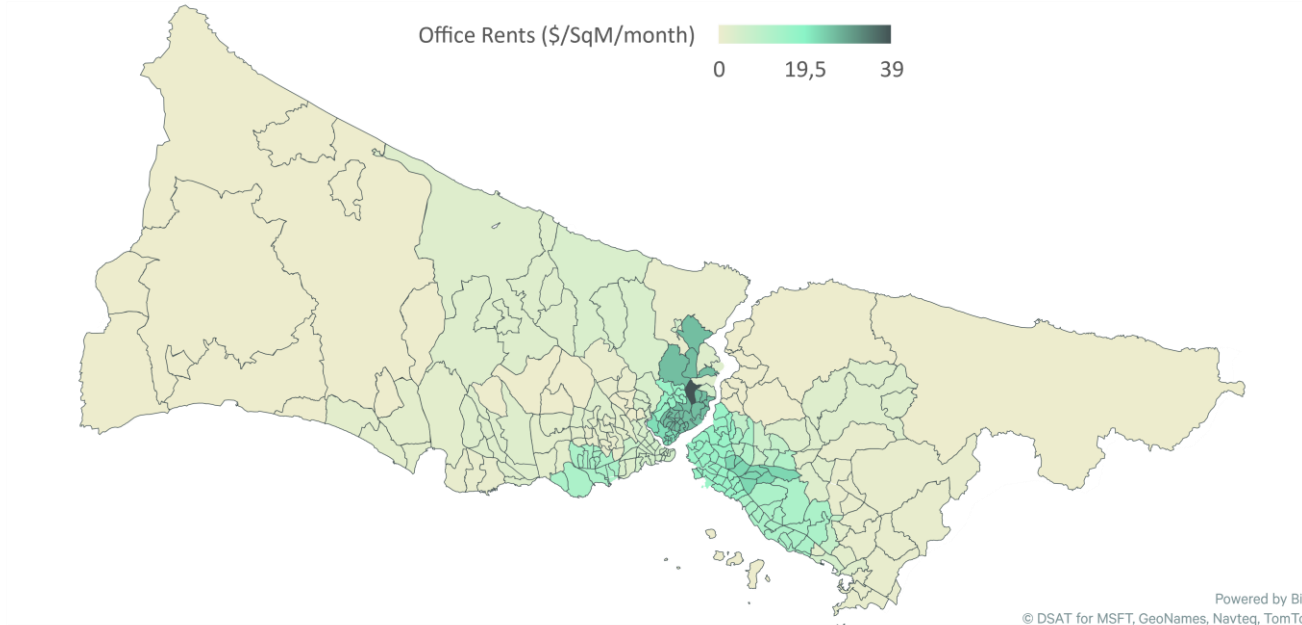 Office Rents ($/SqM/month)
0 19,5 39
Powered by Bi
© DSAT for MSFT, GeoNames, Navteq, TomTo